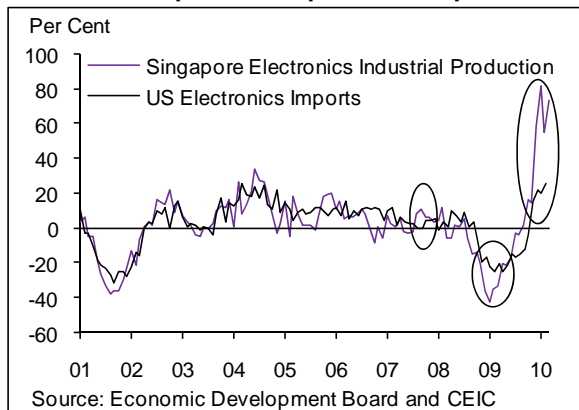 Per Cent
100
80
60
40
20
0
-20
-40
-60
Singapore Electronics Industrial Production
US Electronics Imports
01 02 03 04 05 06 07 08 09 10
Source: Economic Development Board and CEIC